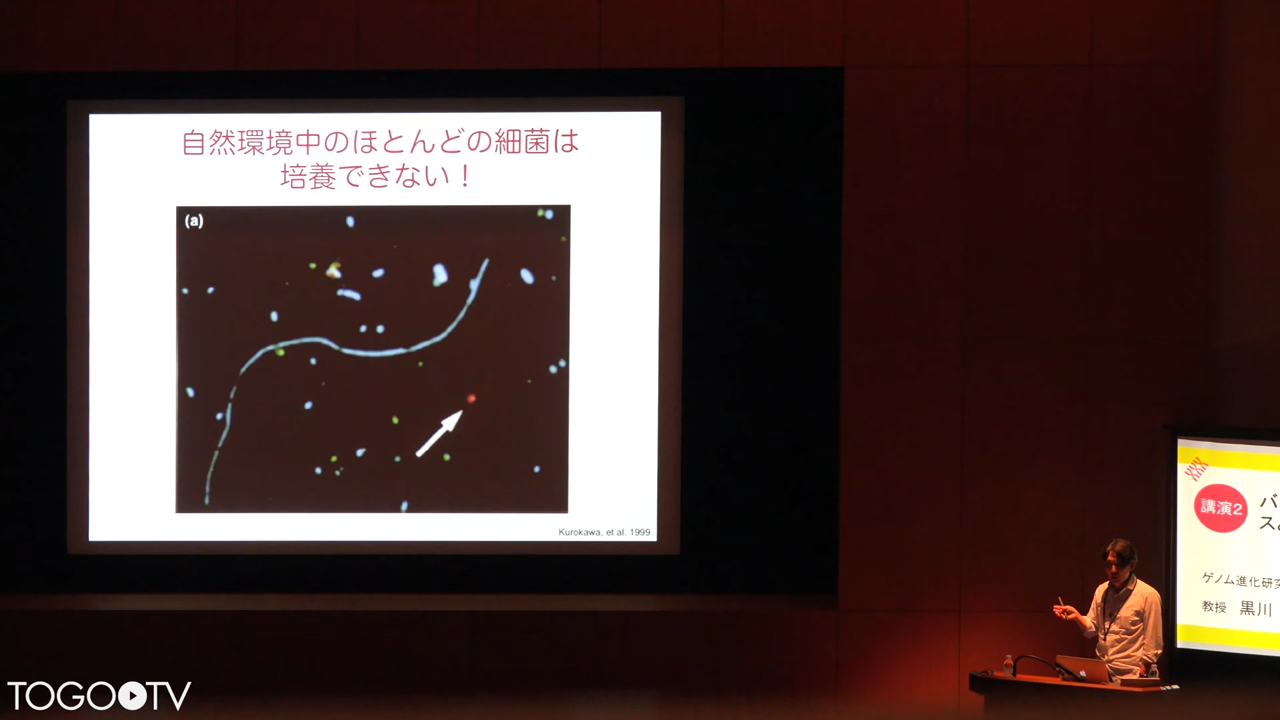 自然環境中のほとんどの細菌は
培養できない！
(a)
Kurokawa, et al. 1999
講演2
バ
ス
ゲノム進化研究
教授 黒川
TOGO TV